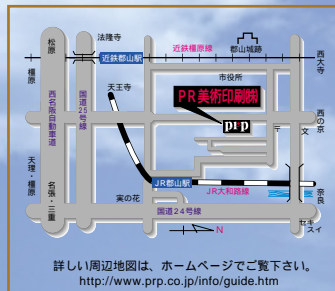 松原
法隆寺
近鉄郡山駅
近鉄橿原線
郡山城跡
西大寺
橿原
天王寺
市役所
西名阪自動車道
国道25号線
PR美術印刷㈱
prp
〒
文
西の京
天理・橿原
名張・三重
JR郡山駅
JR大和路線
奈良
実の花
国道24号線
セキスイ
N
詳しい周辺地図は、ホームページでご覧下さい。
http://www.prp.co.jp/info/guide.htm